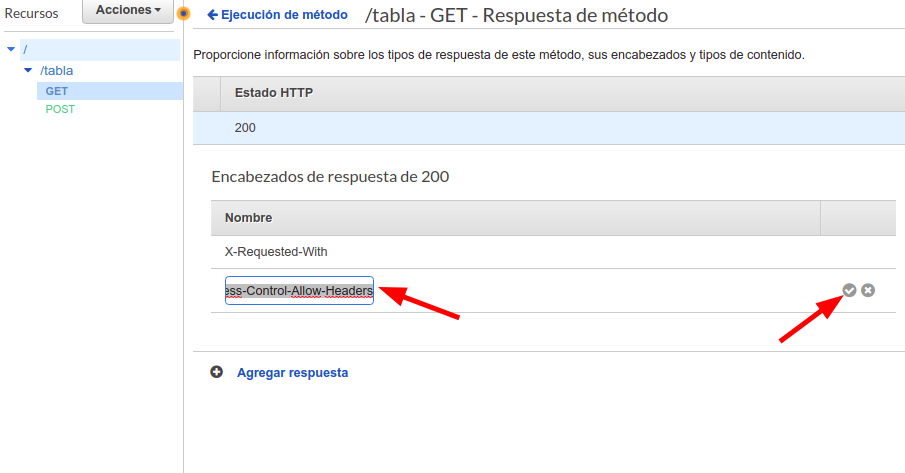 Recursos
Acciones
Ejecución de método
/tabla - GET - Respuesta de método
/
/tabla
GET
POST
Proporcione información sobre los tipos de respuesta de este método, sus encabezados y tipos de contenido.
Estado HTTP
200
Encabezados de respuesta de 200
Nombre
X-Requested-With
ess-Control-Allow-Headers
Agregar respuesta